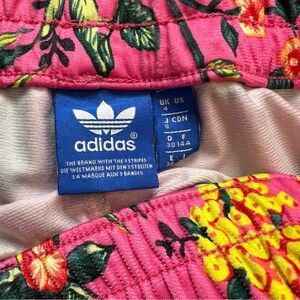 adidas
®
THE BRAND WITH THE 3 STRIPES
DIE WELTMARKE MIT DEN 3 STREIFEN
LA MARQUE AUX 3 BANDES
UK US
4
J CDN
S
D F
30 14A
E I